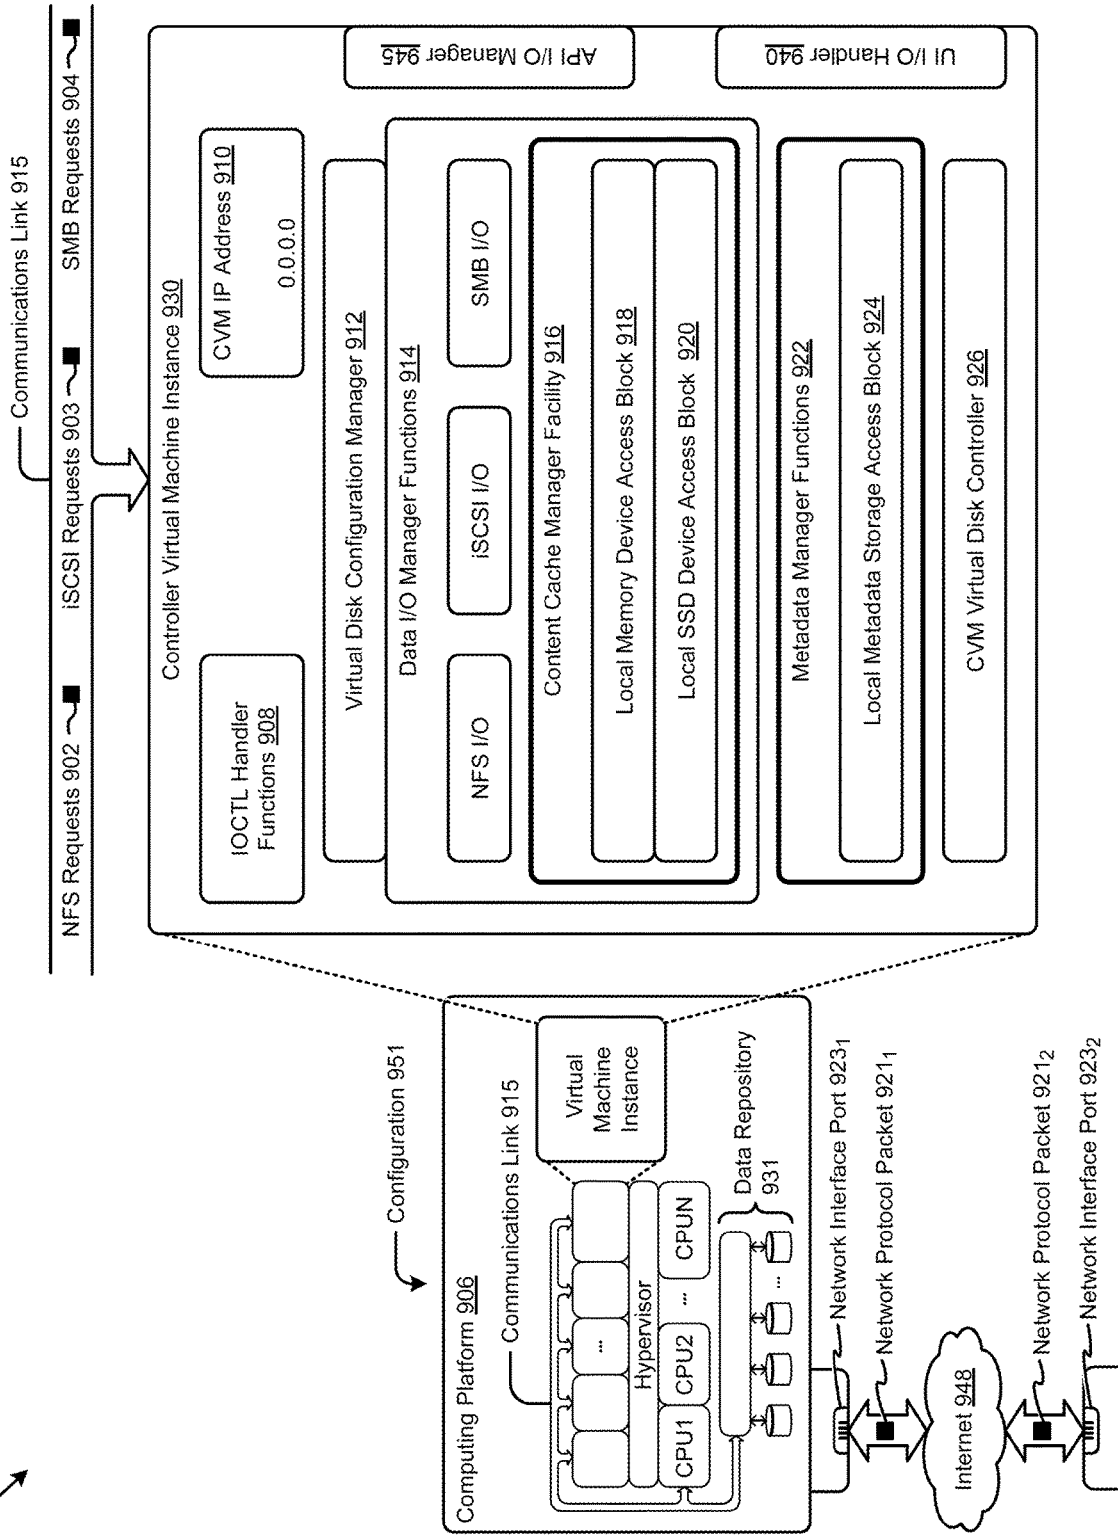 Communications Link 915
NFS Requests 902
iSCSI Requests 903
SMB Requests 904
Controller Virtual Machine Instance 930
IOCTL Handler
Functions 908
CVM IP Address 910
0.0.0.0
Virtual Disk Configuration Manager 912
Data I/O Manager Functions 914
NFS I/O
iSCSI I/O
SMB I/O
Content Cache Manager Facility 916
Local Memory Device Access Block 918
Local SSD Device Access Block 920
Metadata Manager Functions 922
Local Metadata Storage Access Block 924
CVM Virtual Disk Controller 926
API I/O Manager 945
UI I/O Handler 940
Configuration 951
Computing Platform 906
Communications Link 915
Virtual
Machine
Instance
...
Hypervisor
CPU1
CPU2
...
CPUN
Data Repository
931
...
Network Interface Port 923₁
Network Protocol Packet 921₁
Internet 948
Network Protocol Packet 921₂
Network Interface Port 923₂